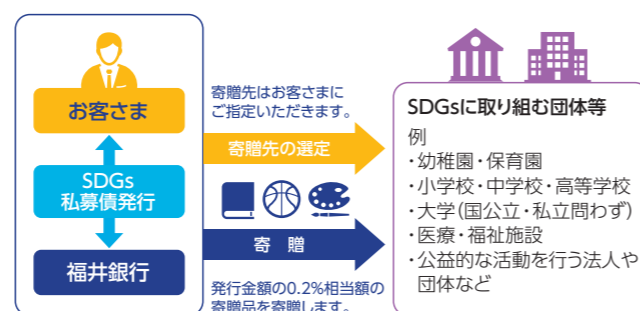 お客さま
SDGs
私募債発行
福井銀行
寄贈先はお客さまに
ご指定いただきます。
寄贈先の選定
寄　贈
発行金額の0.2%相当額の
寄贈品を寄贈します。
SDGsに取り組む団体等
例
・幼稚園・保育園
・小学校・中学校・高等学校
・大学(国公立・私立問わず)
・医療・福祉施設
・公益的な活動を行う法人や
団体など